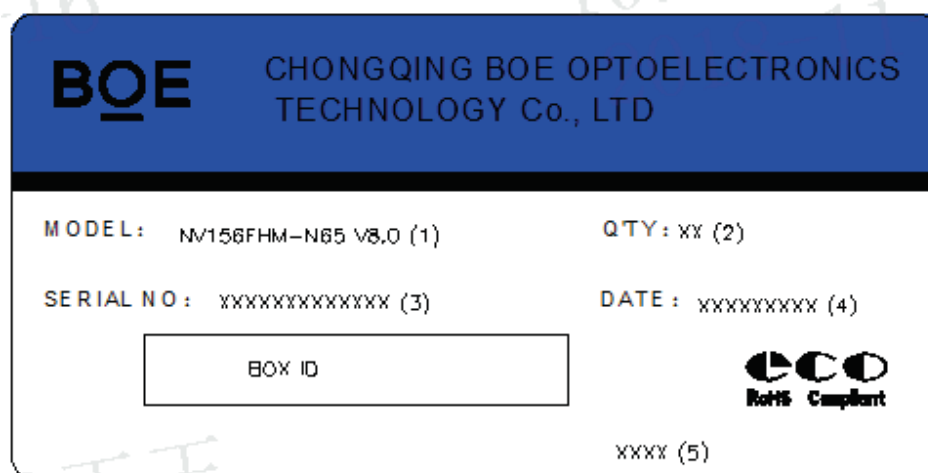 BOE
CHONGQING BOE OPTOELECTRONICS
TECHNOLOGY Co., LTD
MODEL: NV156FHM-N65 V8.0 (1)
Q'TY: XX (2)
SERIAL NO: XXXXXXXXXXXXX (3)
DATE: XXXXXXXXX (4)
BOX ID
eco
RoHS Compliant
XXXX (5)